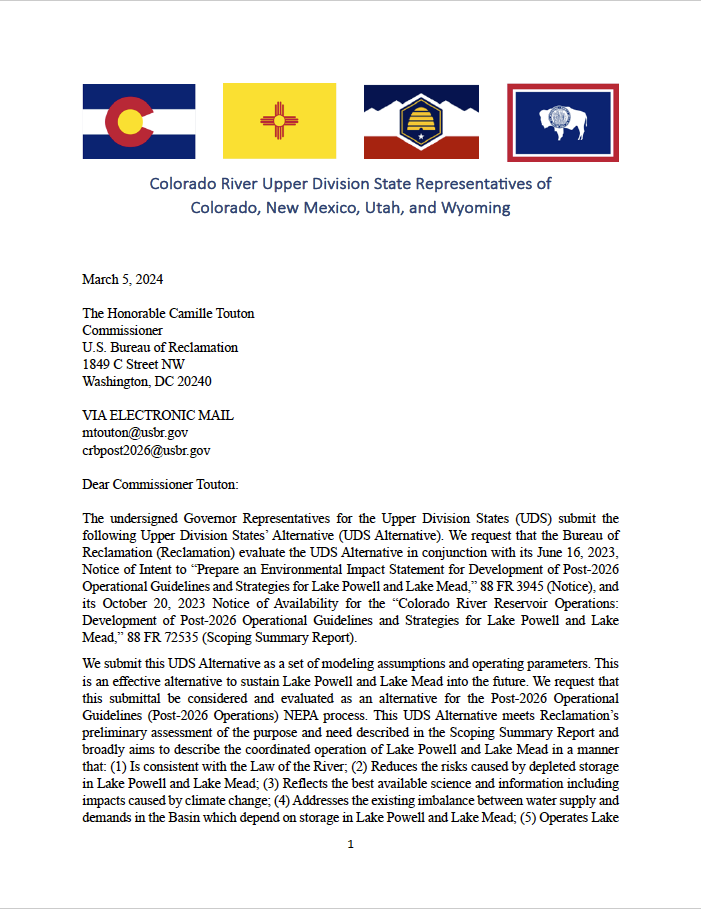 Colorado River Upper Division State Representatives of
Colorado, New Mexico, Utah, and Wyoming
March 5, 2024
The Honorable Camille Touton
Commissioner
U.S. Bureau of Reclamation
1849 C Street NW
Washington, DC 20240
VIA ELECTRONIC MAIL
mtouton@usbr.gov
crbpost2026@usbr.gov
Dear Commissioner Touton:
The undersigned Governor Representatives for the Upper Division States (UDS) submit the
following Upper Division States’ Alternative (UDS Alternative). We request that the Bureau of
Reclamation (Reclamation) evaluate the UDS Alternative in conjunction with its June 16, 2023,
Notice of Intent to “Prepare an Environmental Impact Statement for Development of Post-2026
Operational Guidelines and Strategies for Lake Powell and Lake Mead,” 88 FR 3945 (Notice), and
its October 20, 2023 Notice of Availability for the “Colorado River Reservoir Operations:
Development of Post-2026 Operational Guidelines and Strategies for Lake Powell and Lake
Mead,” 88 FR 72535 (Scoping Summary Report).
We submit this UDS Alternative as a set of modeling assumptions and operating parameters. This
is an effective alternative to sustain Lake Powell and Lake Mead into the future. We request that
this submittal be considered and evaluated as an alternative for the Post-2026 Operational
Guidelines (Post-2026 Operations) NEPA process. This UDS Alternative meets Reclamation’s
preliminary assessment of the purpose and need described in the Scoping Summary Report and
broadly aims to describe the coordinated operation of Lake Powell and Lake Mead in a manner
that: (1) Is consistent with the Law of the River; (2) Reduces the risks caused by depleted storage
in Lake Powell and Lake Mead; (3) Reflects the best available science and information including
impacts caused by climate change; (4) Addresses the existing imbalance between water supply and
demands in the Basin which depend on storage in Lake Powell and Lake Mead; (5) Operates Lake
1